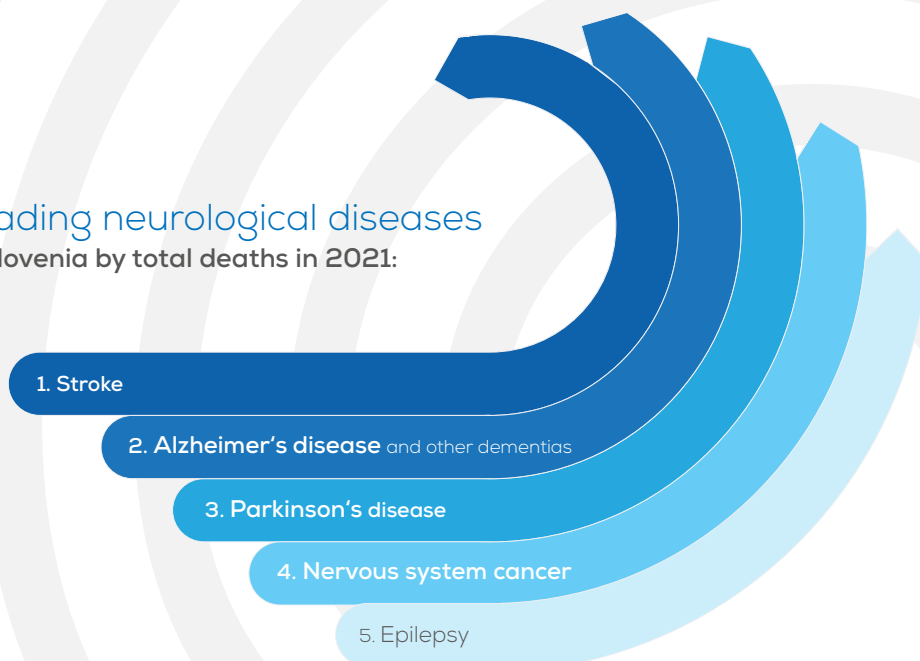 ading neurological diseases
lovenia by total deaths in 2021:
1. Stroke
2. Alzheimer's disease and other dementias
3. Parkinson's disease
4. Nervous system cancer
5. Epilepsy